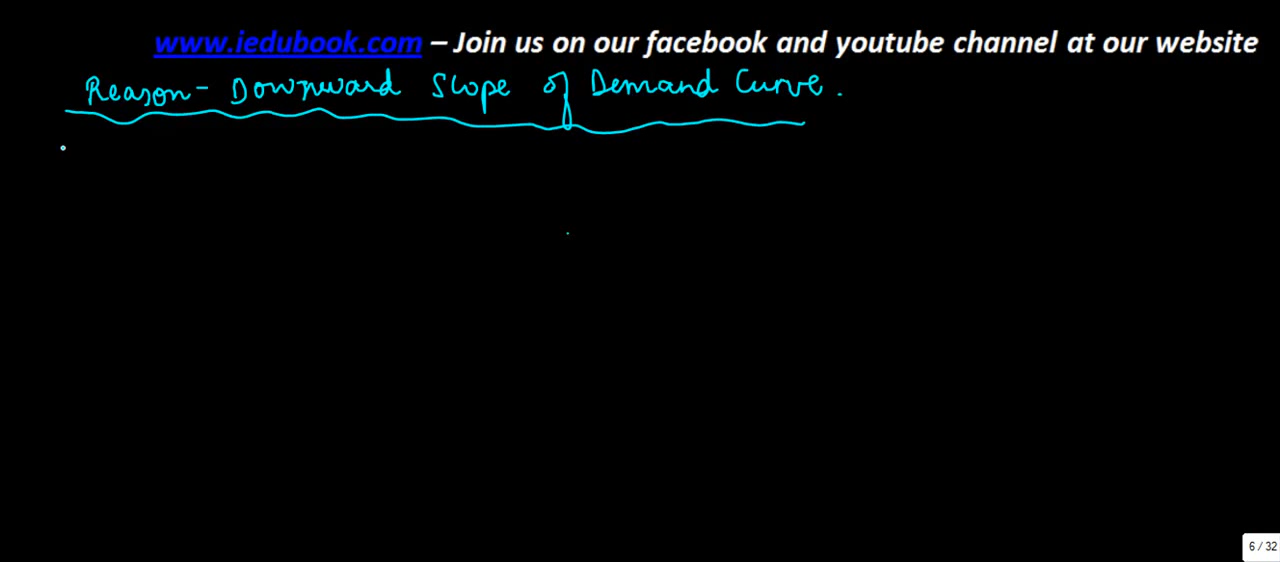 www.iedubook.com – Join us on our facebook and youtube channel at our website
Reason- Downward Slope of Demand Curve.
6 / 32